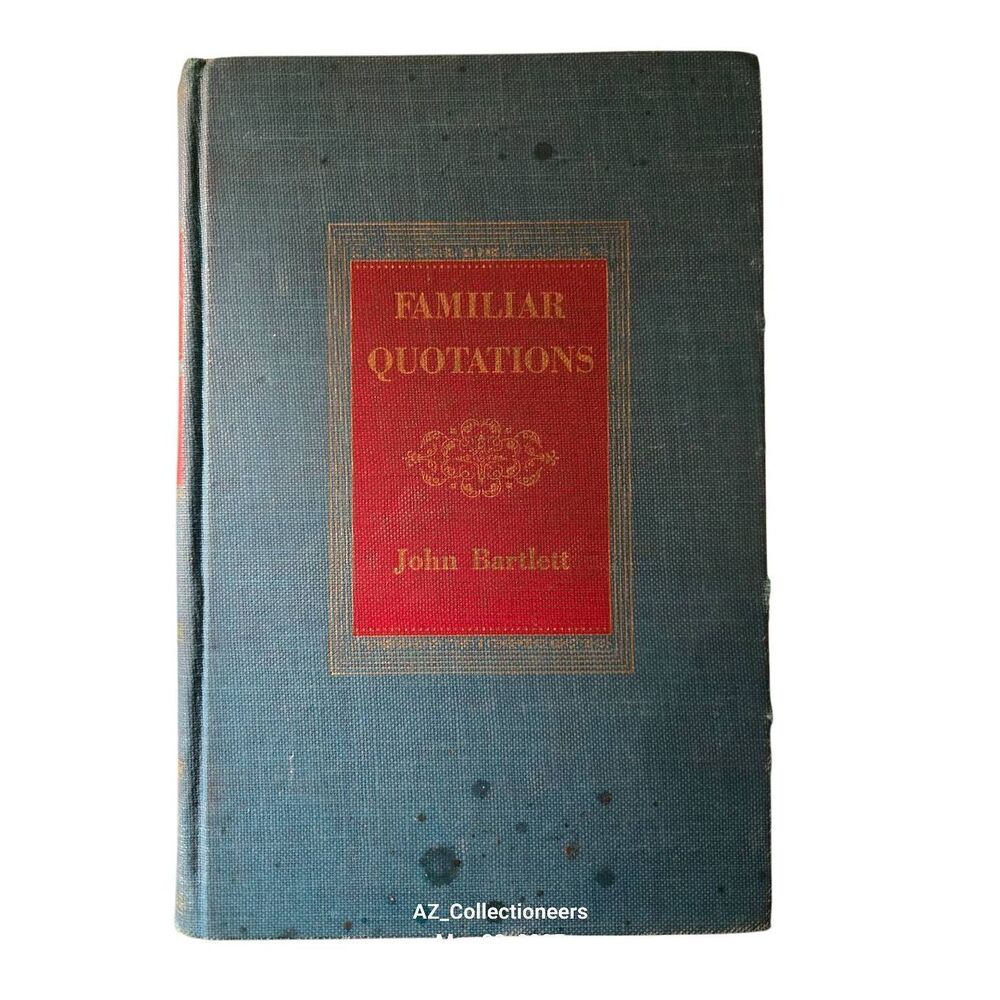 FAMILIAR
QUOTATIONS
John Bartlett
AZ_Collectioneers